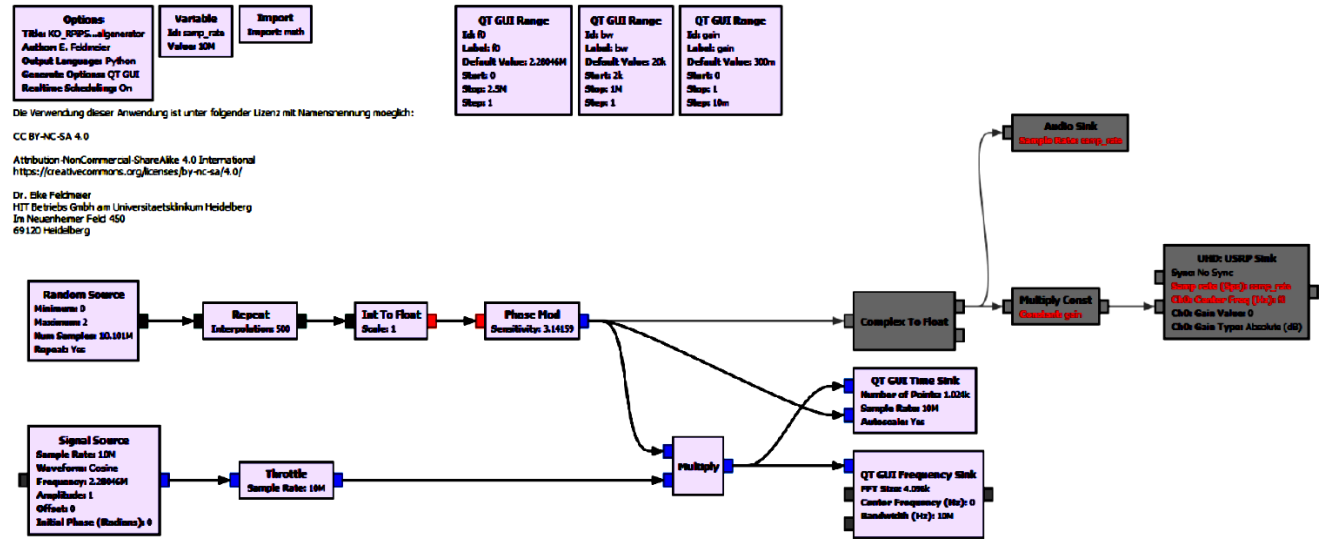 Options
Title: KO_RPiPS...algenerator
Author: E. Feldmeier
Output Language: Python
Generate Options: QT GUI
Realtime Scheduling: On
Variable
Id: samp_rate
Value: 10M
Import
Import: math
QT GUI Range
Id: f0
Label: f0
Default Value: 2.28046M
Start: 0
Stop: 2.5M
Step: 1
QT GUI Range
Id: bw
Label: bw
Default Value: 20k
Start: 2k
Stop: 1M
Step: 1
QT GUI Range
Id: gain
Label: gain
Default Value: 300m
Start: 0
Stop: 1
Step: 10m
Die Verwendung dieser Anwendung ist unter folgender Lizenz mit Namensnennung moeglich:
CC BY-NC-SA 4.0
Attribution-NonCommercial-ShareAlike 4.0 International
https://creativecommons.org/licenses/by-nc-sa/4.0/
Dr. Eike Feldmeier
HIT Betriebs Gmbh am Universitaetsklinikum Heidelberg
Im Neuenheimer Feld 450
69120 Heidelberg
Audio Sink
Sample Rate: samp_rate
UHD: USRP Sink
Sync: No Sync
Samp rate (Sps): samp_rate
Ch0: Center Freq (Hz): f0
Ch0: Gain Value: 0
Ch0: Gain Type: Absolute (dB)
Random Source
Minimum: 0
Maximum: 2
Num Samples: 10.101M
Repeat: Yes
Repeat
Interpolation: 500
Int To Float
Scale: 1
Phase Mod
Sensitivity: 3.14159
Complex To Float
Multiply Const
Constant: gain
QT GUI Time Sink
Number of Points: 1.024k
Sample Rate: 10M
Autoscale: Yes
Signal Source
Sample Rate: 10M
Waveform: Cosine
Frequency: 2.28046M
Amplitude: 1
Offset: 0
Initial Phase (Radians): 0
Throttle
Sample Rate: 10M
Multiply
QT GUI Frequency Sink
FFT Size: 4.096k
Center Frequency (Hz): 0
Bandwidth (Hz): 10M